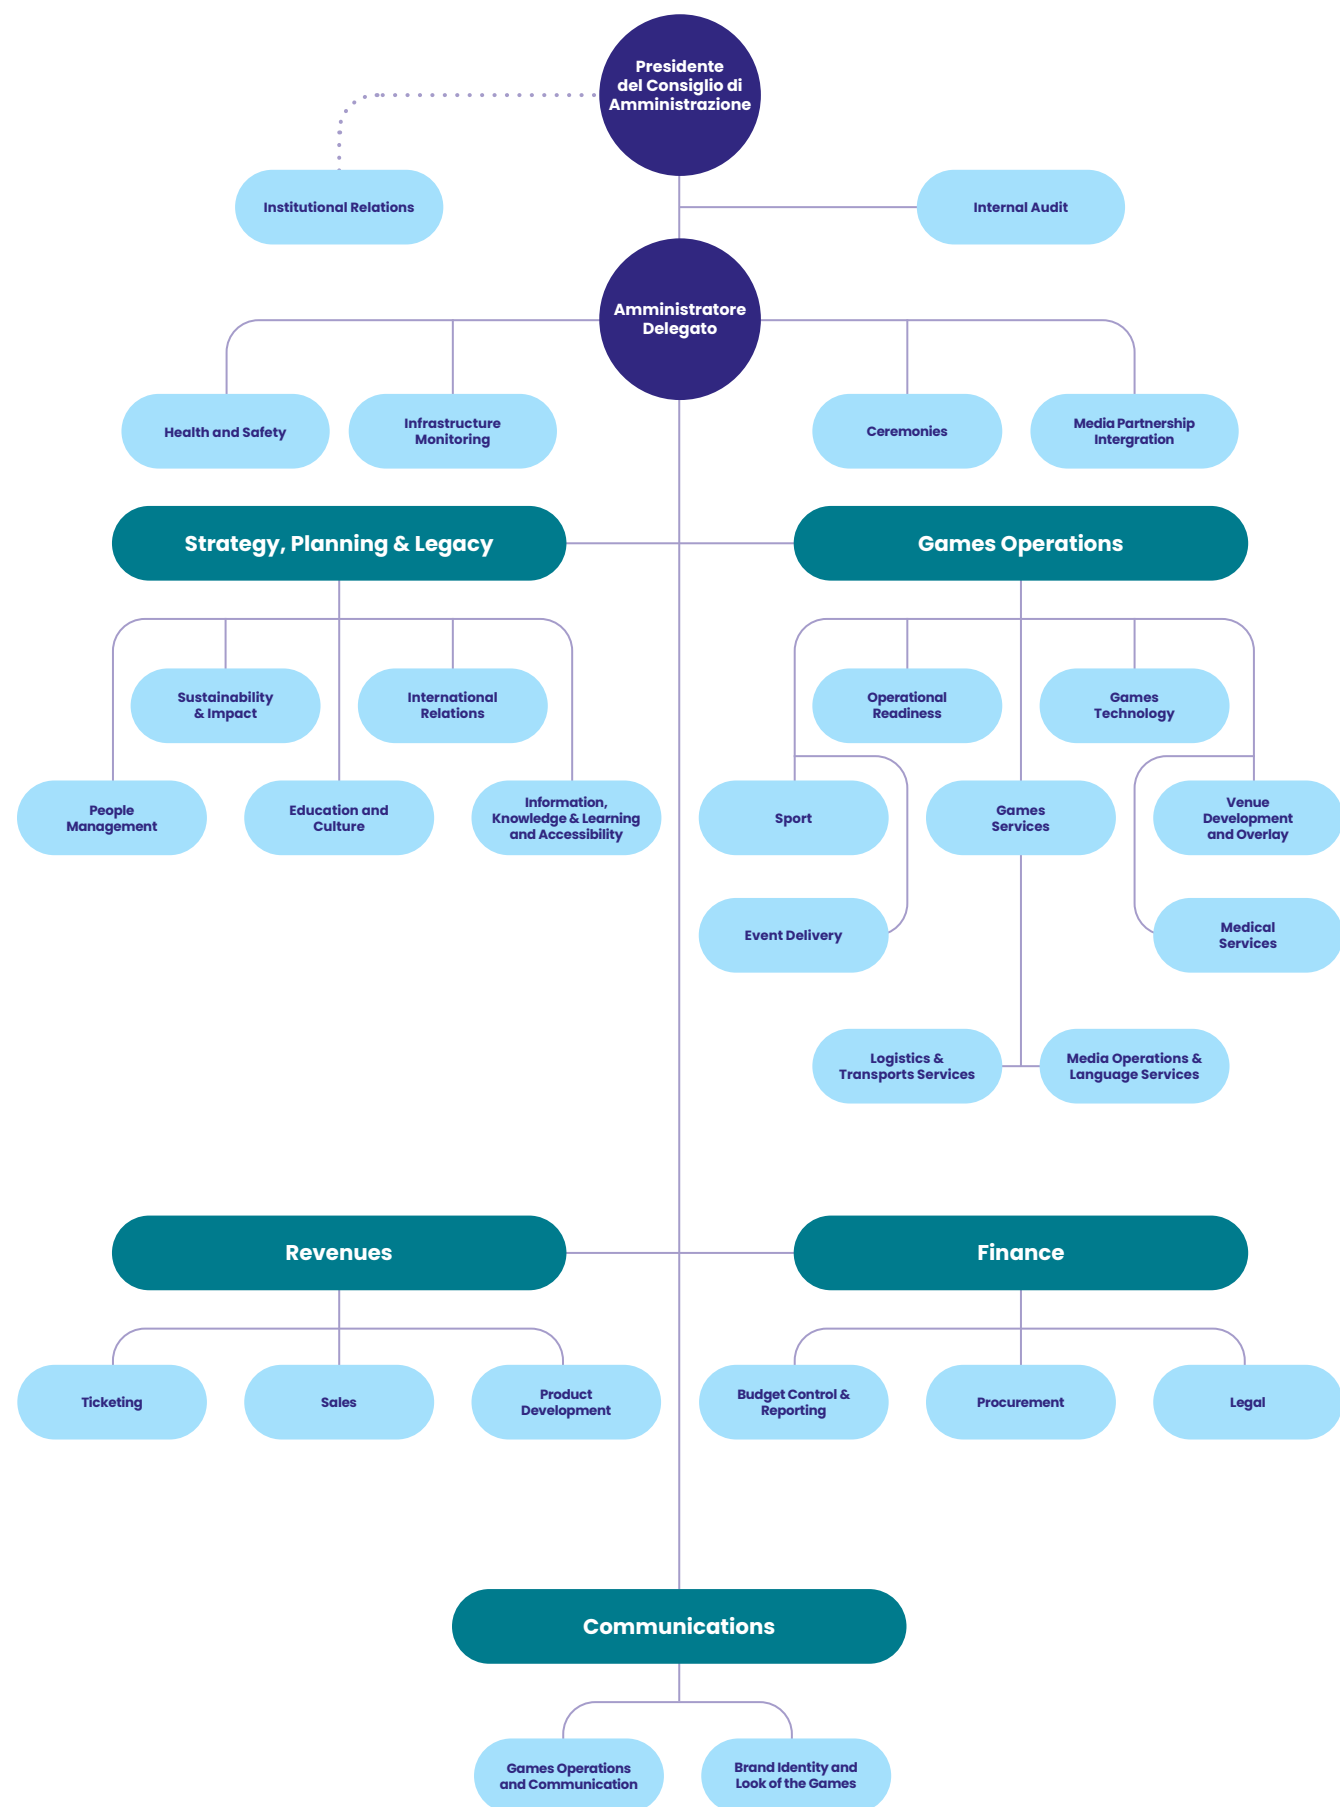 Presidente
del Consiglio di
Amministrazione
Institutional Relations
Internal Audit
Amministratore
Delegato
Health and Safety
Infrastructure
Monitoring
Ceremonies
Media Partnership
Intergration
Strategy, Planning & Legacy
Games Operations
Sustainability
& Impact
International
Relations
Operational
Readiness
Games
Technology
People
Management
Education and
Culture
Information,
Knowledge & Learning
and Accessibility
Sport
Games
Services
Venue
Development
and Overlay
Event Delivery
Medical
Services
Logistics &
Transports Services
Media Operations &
Language Services
Revenues
Finance
Ticketing
Sales
Product
Development
Budget Control &
Reporting
Procurement
Legal
Communications
Games Operations
and Communication
Brand Identity and
Look of the Games